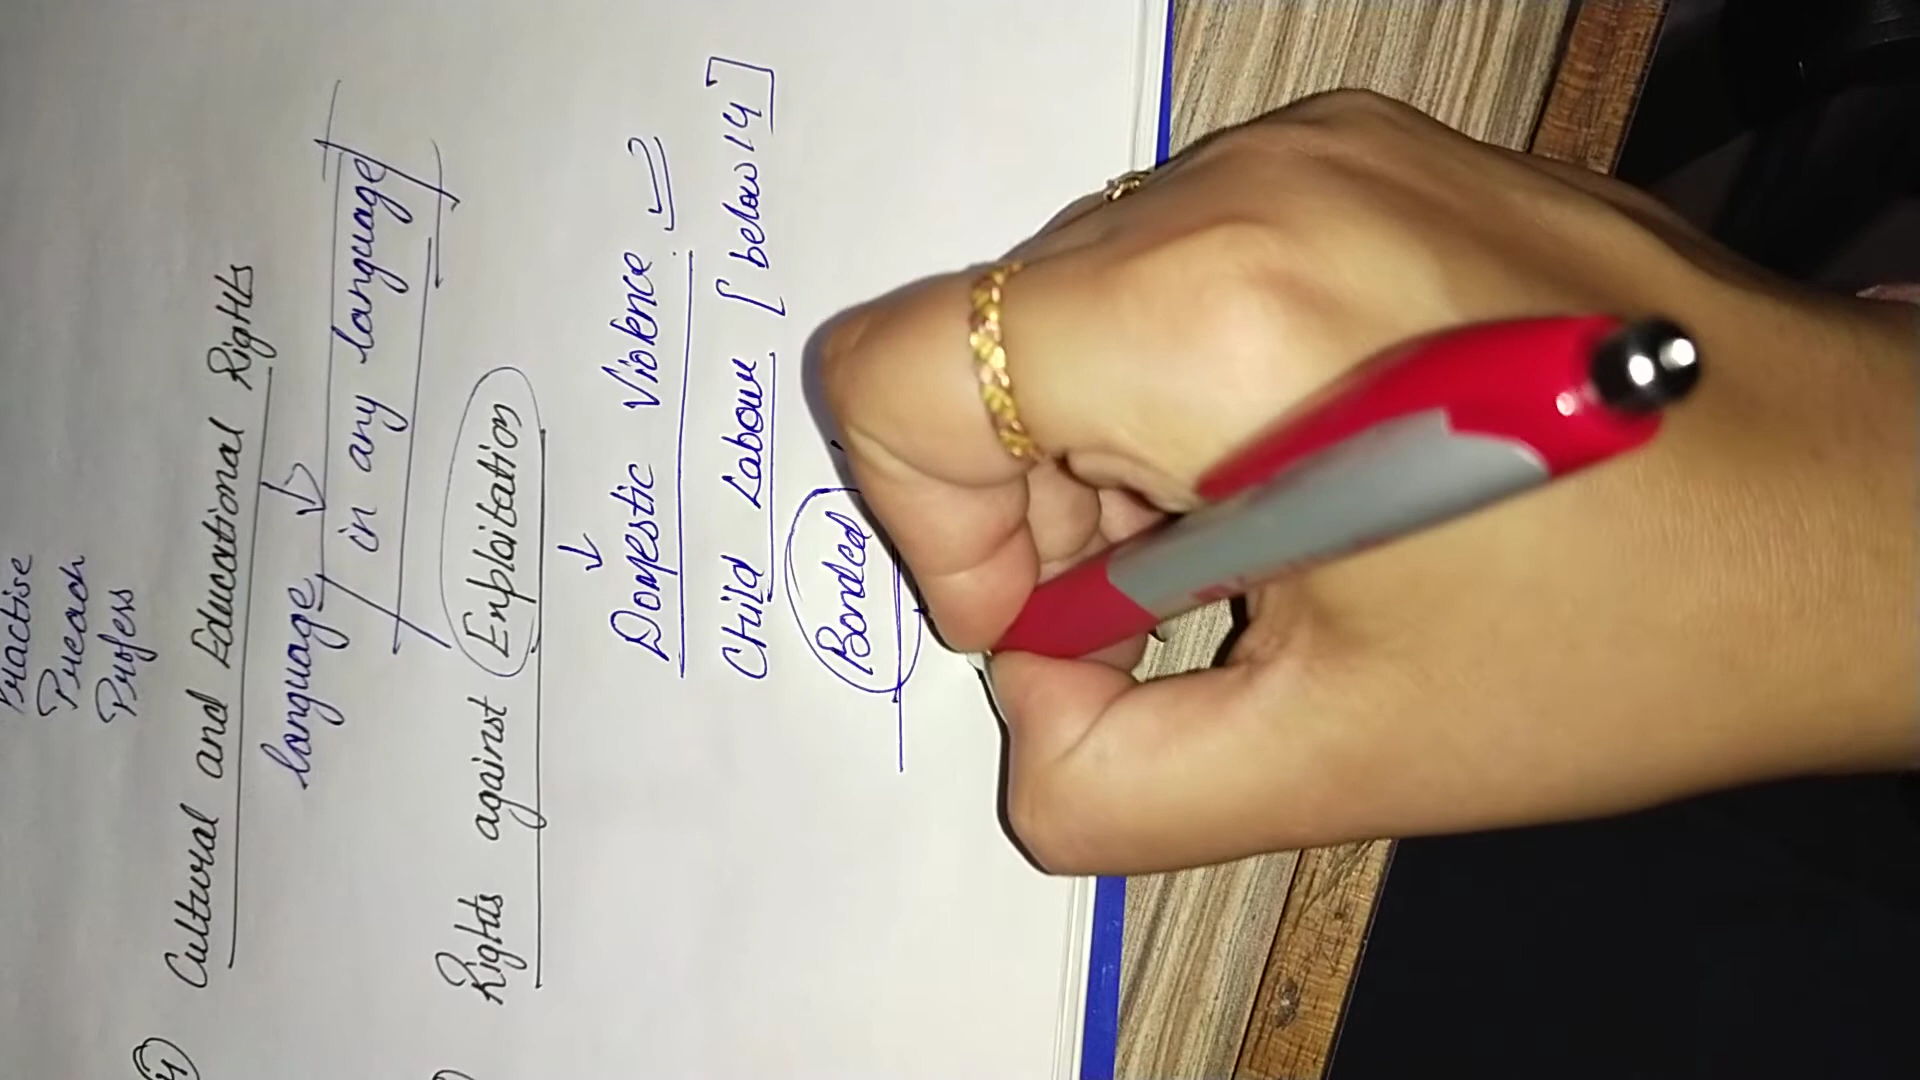 Practise
Preach
Profess
4) Cultural and Educational Rights
language
in any language
Rights against Exploitation
Domestic Violence
Child Labour [below 14]
Bonded